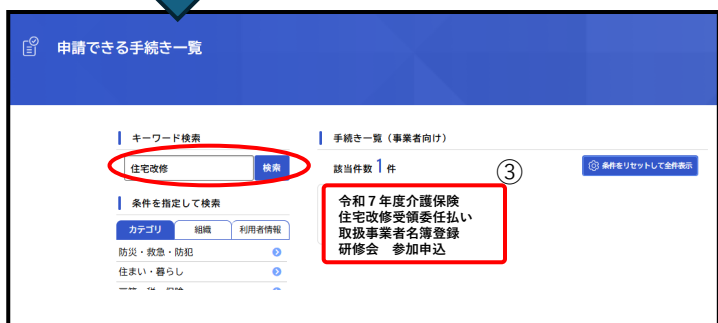 申請できる手続き一覧
キーワード検索
住宅改修
検索
条件を指定して検索
カテゴリ
組織
利用者情報
防災・救急・防犯
住まい・暮らし
手続き一覧（事業者向け）
該当件数 1 件
③
条件をリセットして全件表示
令和７年度介護保険
住宅改修受領委任払い
取扱事業者名簿登録
研修会　参加申込